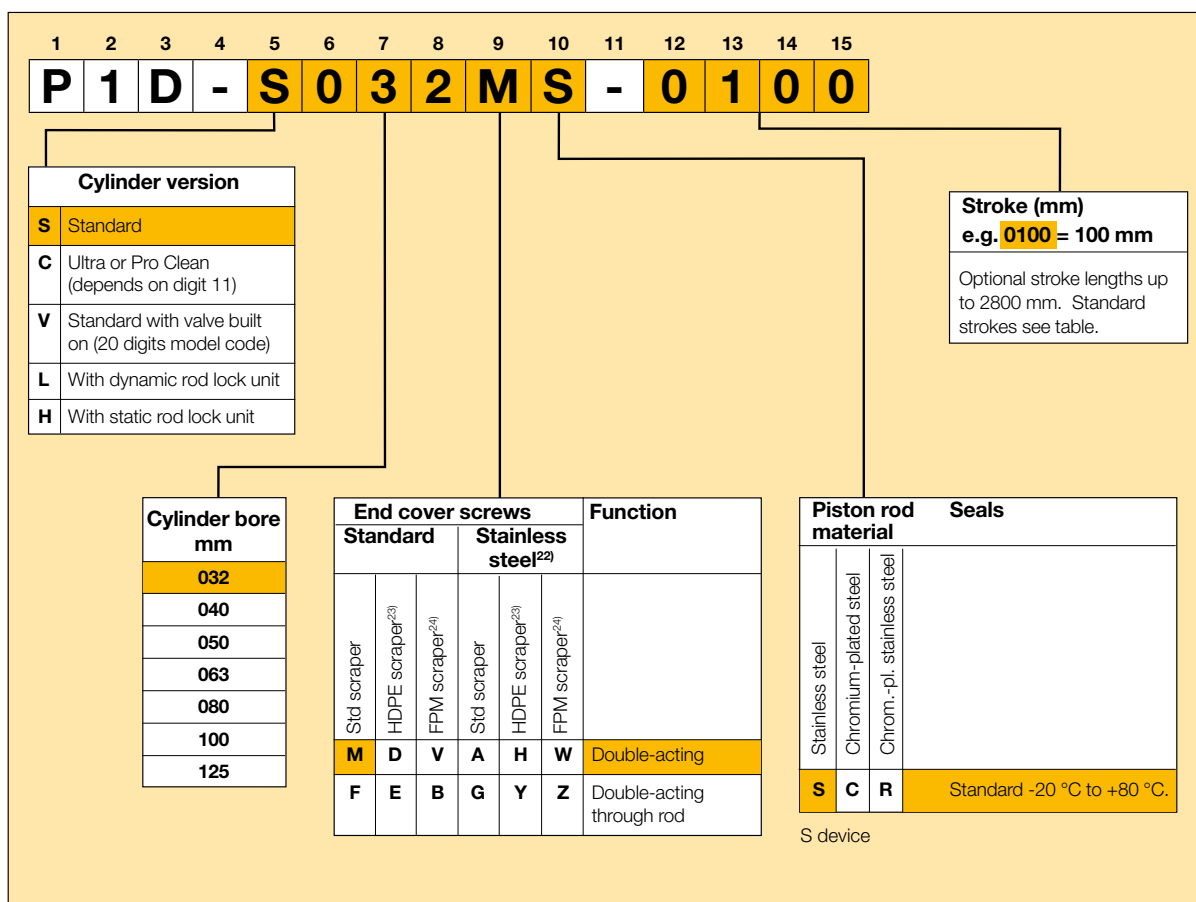 1 2 3 4 5 6 7 8 9 10 11 12 13 14 15
P 1 D - S 0 3 2 M S - 0 1 0 0
Cylinder version
S Standard
C Ultra or Pro Clean
(depends on digit 11)
V Standard with valve built
on (20 digits model code)
L With dynamic rod lock unit
H With static rod lock unit
Stroke (mm)
e.g. 0100 = 100 mm
Optional stroke lengths up
to 2800 mm. Standard
strokes see table.
Cylinder bore
mm
032
040
050
063
080
100
125
End cover screws Function
Standard Stainless
steel22)
Std scraper
HDPE scraper23)
FPM scraper24)
Std scraper
HDPE scraper23)
FPM scraper24)
M D V A H W Double-acting
F E B G Y Z Double-acting
through rod
Piston rod Seals
material
Stainless steel
Chromium-plated steel
Chrom.-pl. stainless steel
S C R Standard -20 °C to +80 °C.
S device